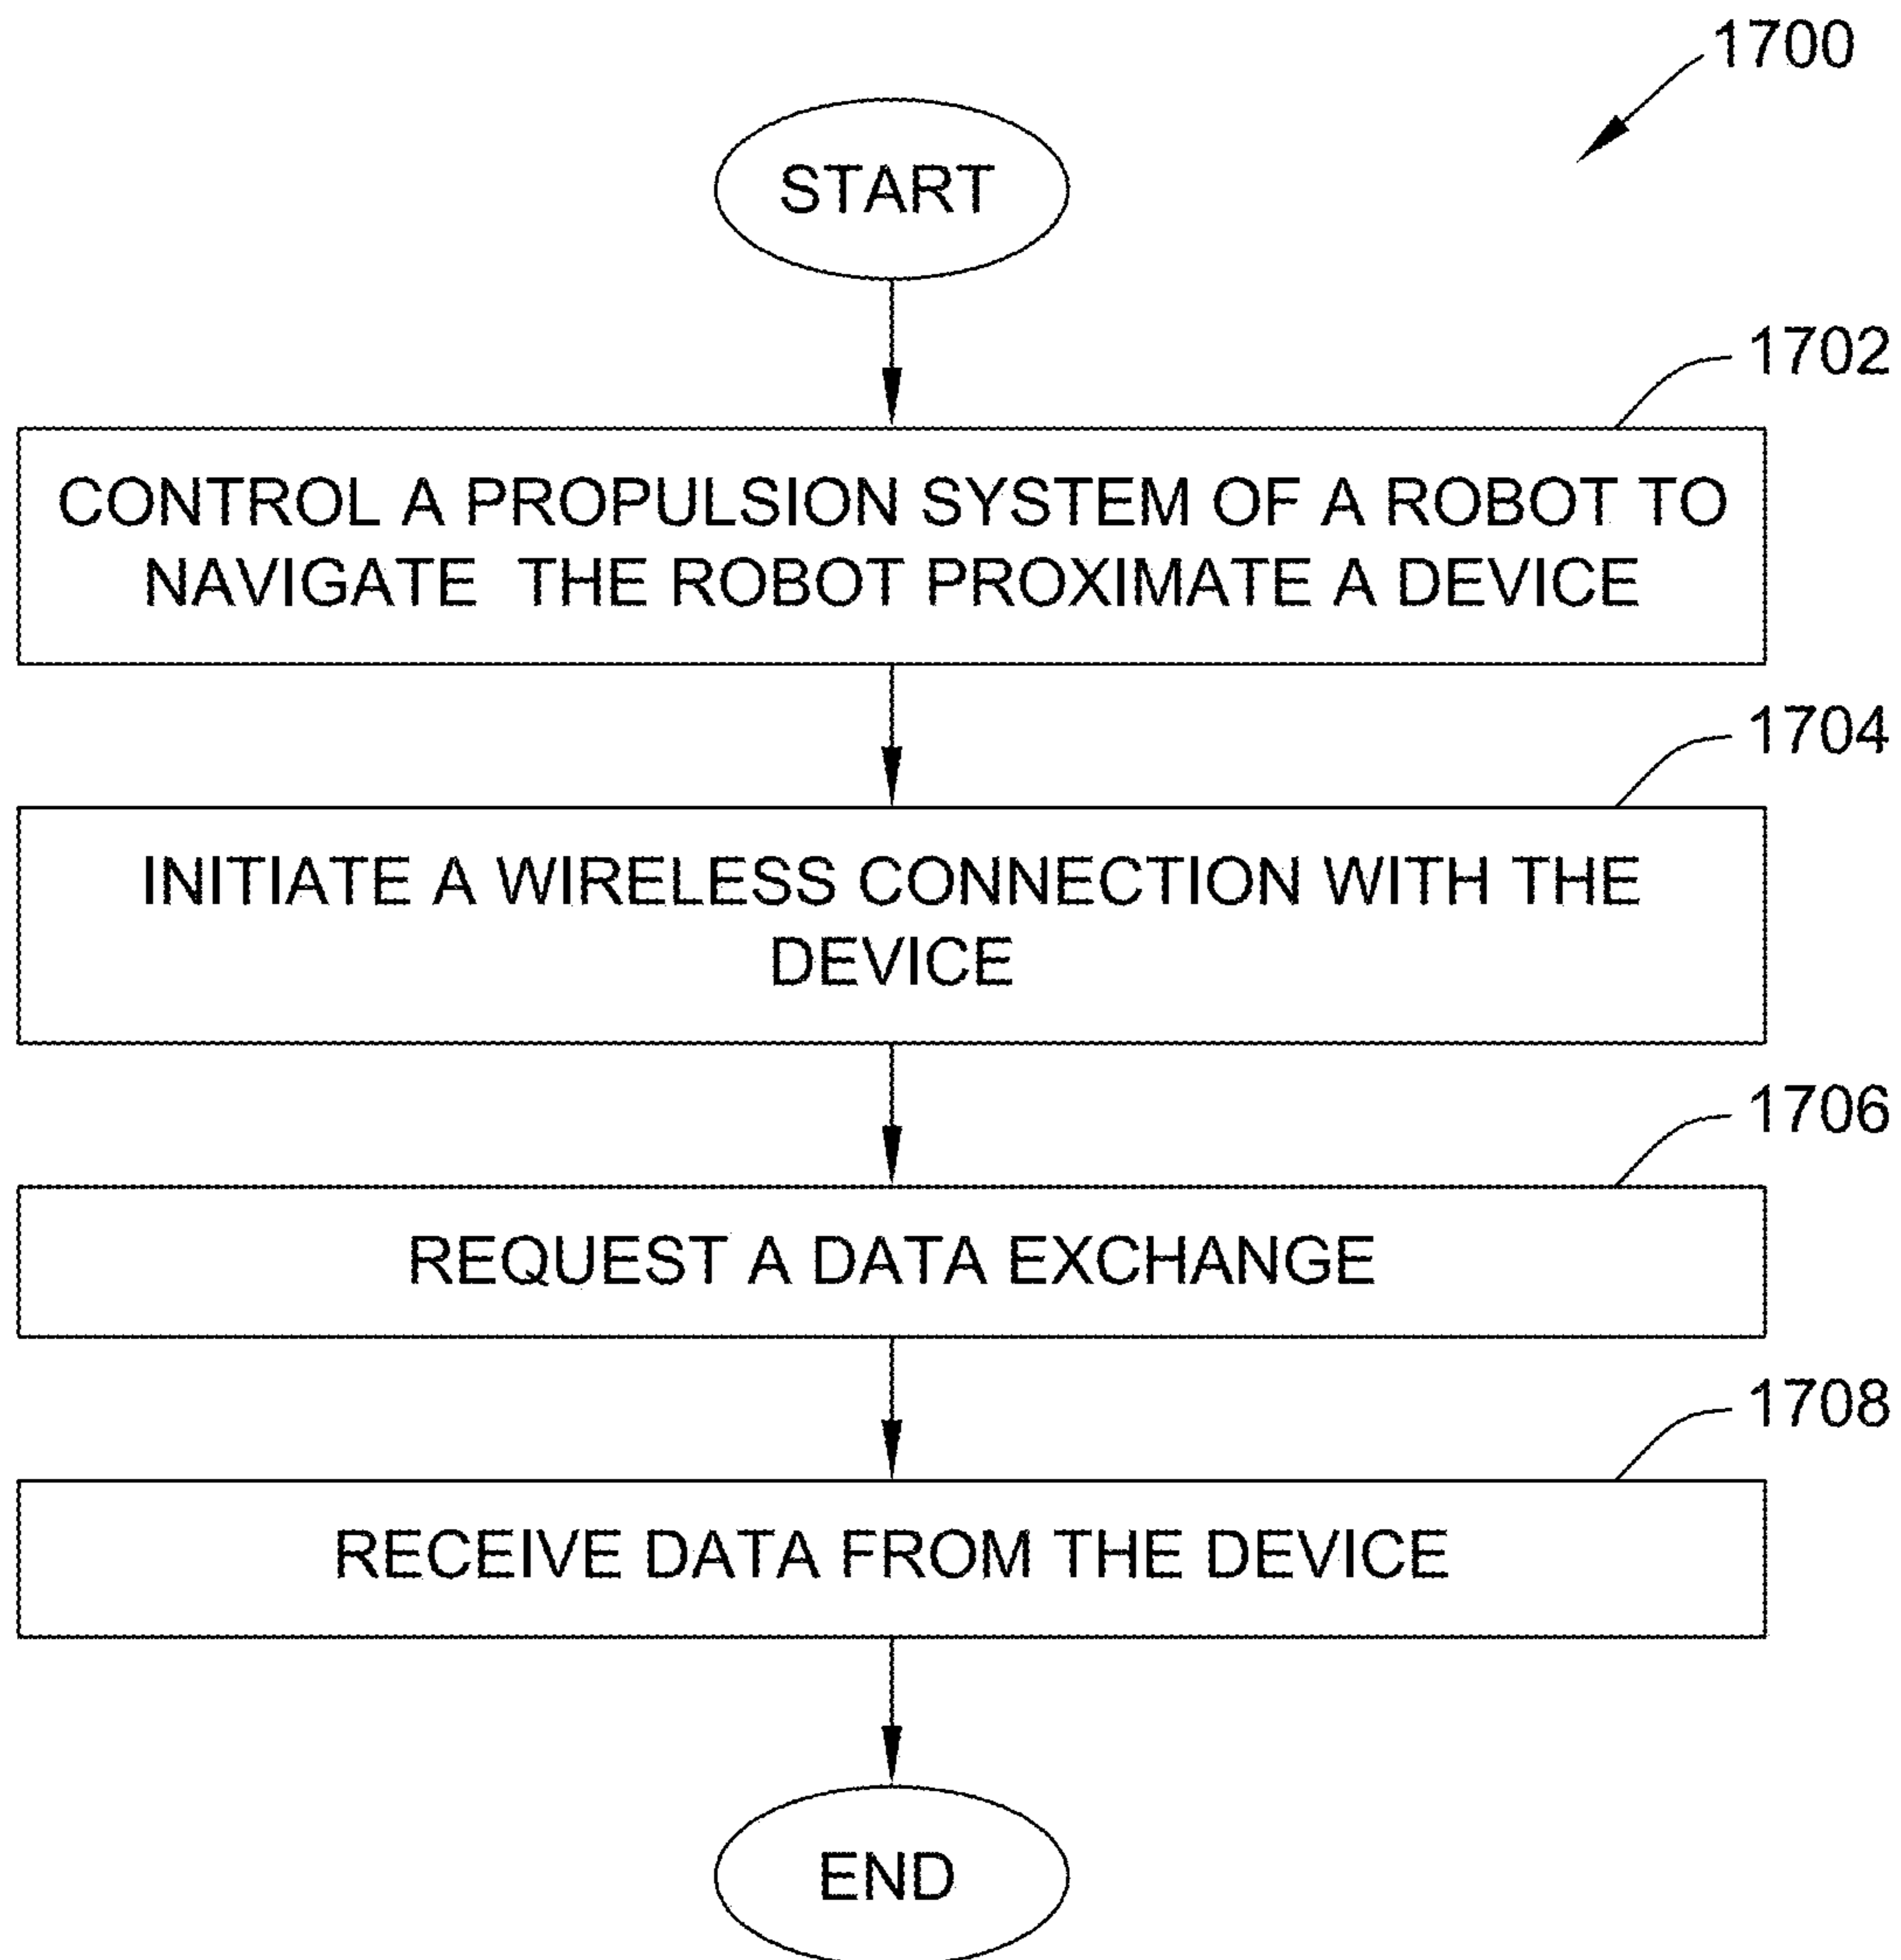 1700
START
1702
CONTROL A PROPULSION SYSTEM OF A ROBOT TO
NAVIGATE THE ROBOT PROXIMATE A DEVICE
1704
INITIATE A WIRELESS CONNECTION WITH THE
DEVICE
1706
REQUEST A DATA EXCHANGE
1708
RECEIVE DATA FROM THE DEVICE
END